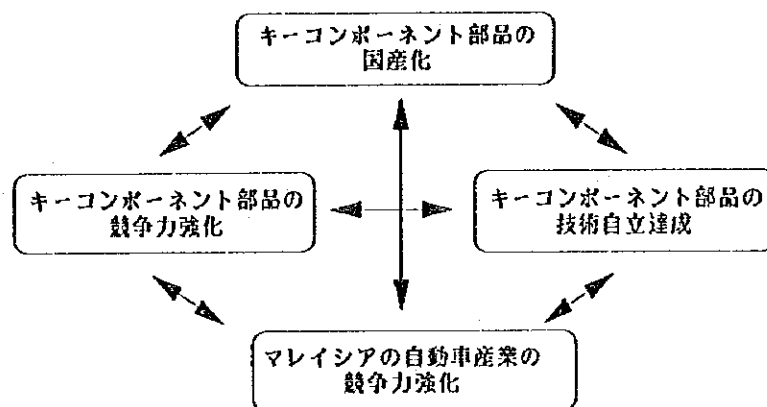 キーコンポーネント部品の
国産化
キーコンポーネント部品の
競争力強化
キーコンポーネント部品の
技術自立達成
マレイシアの自動車産業の
競争力強化